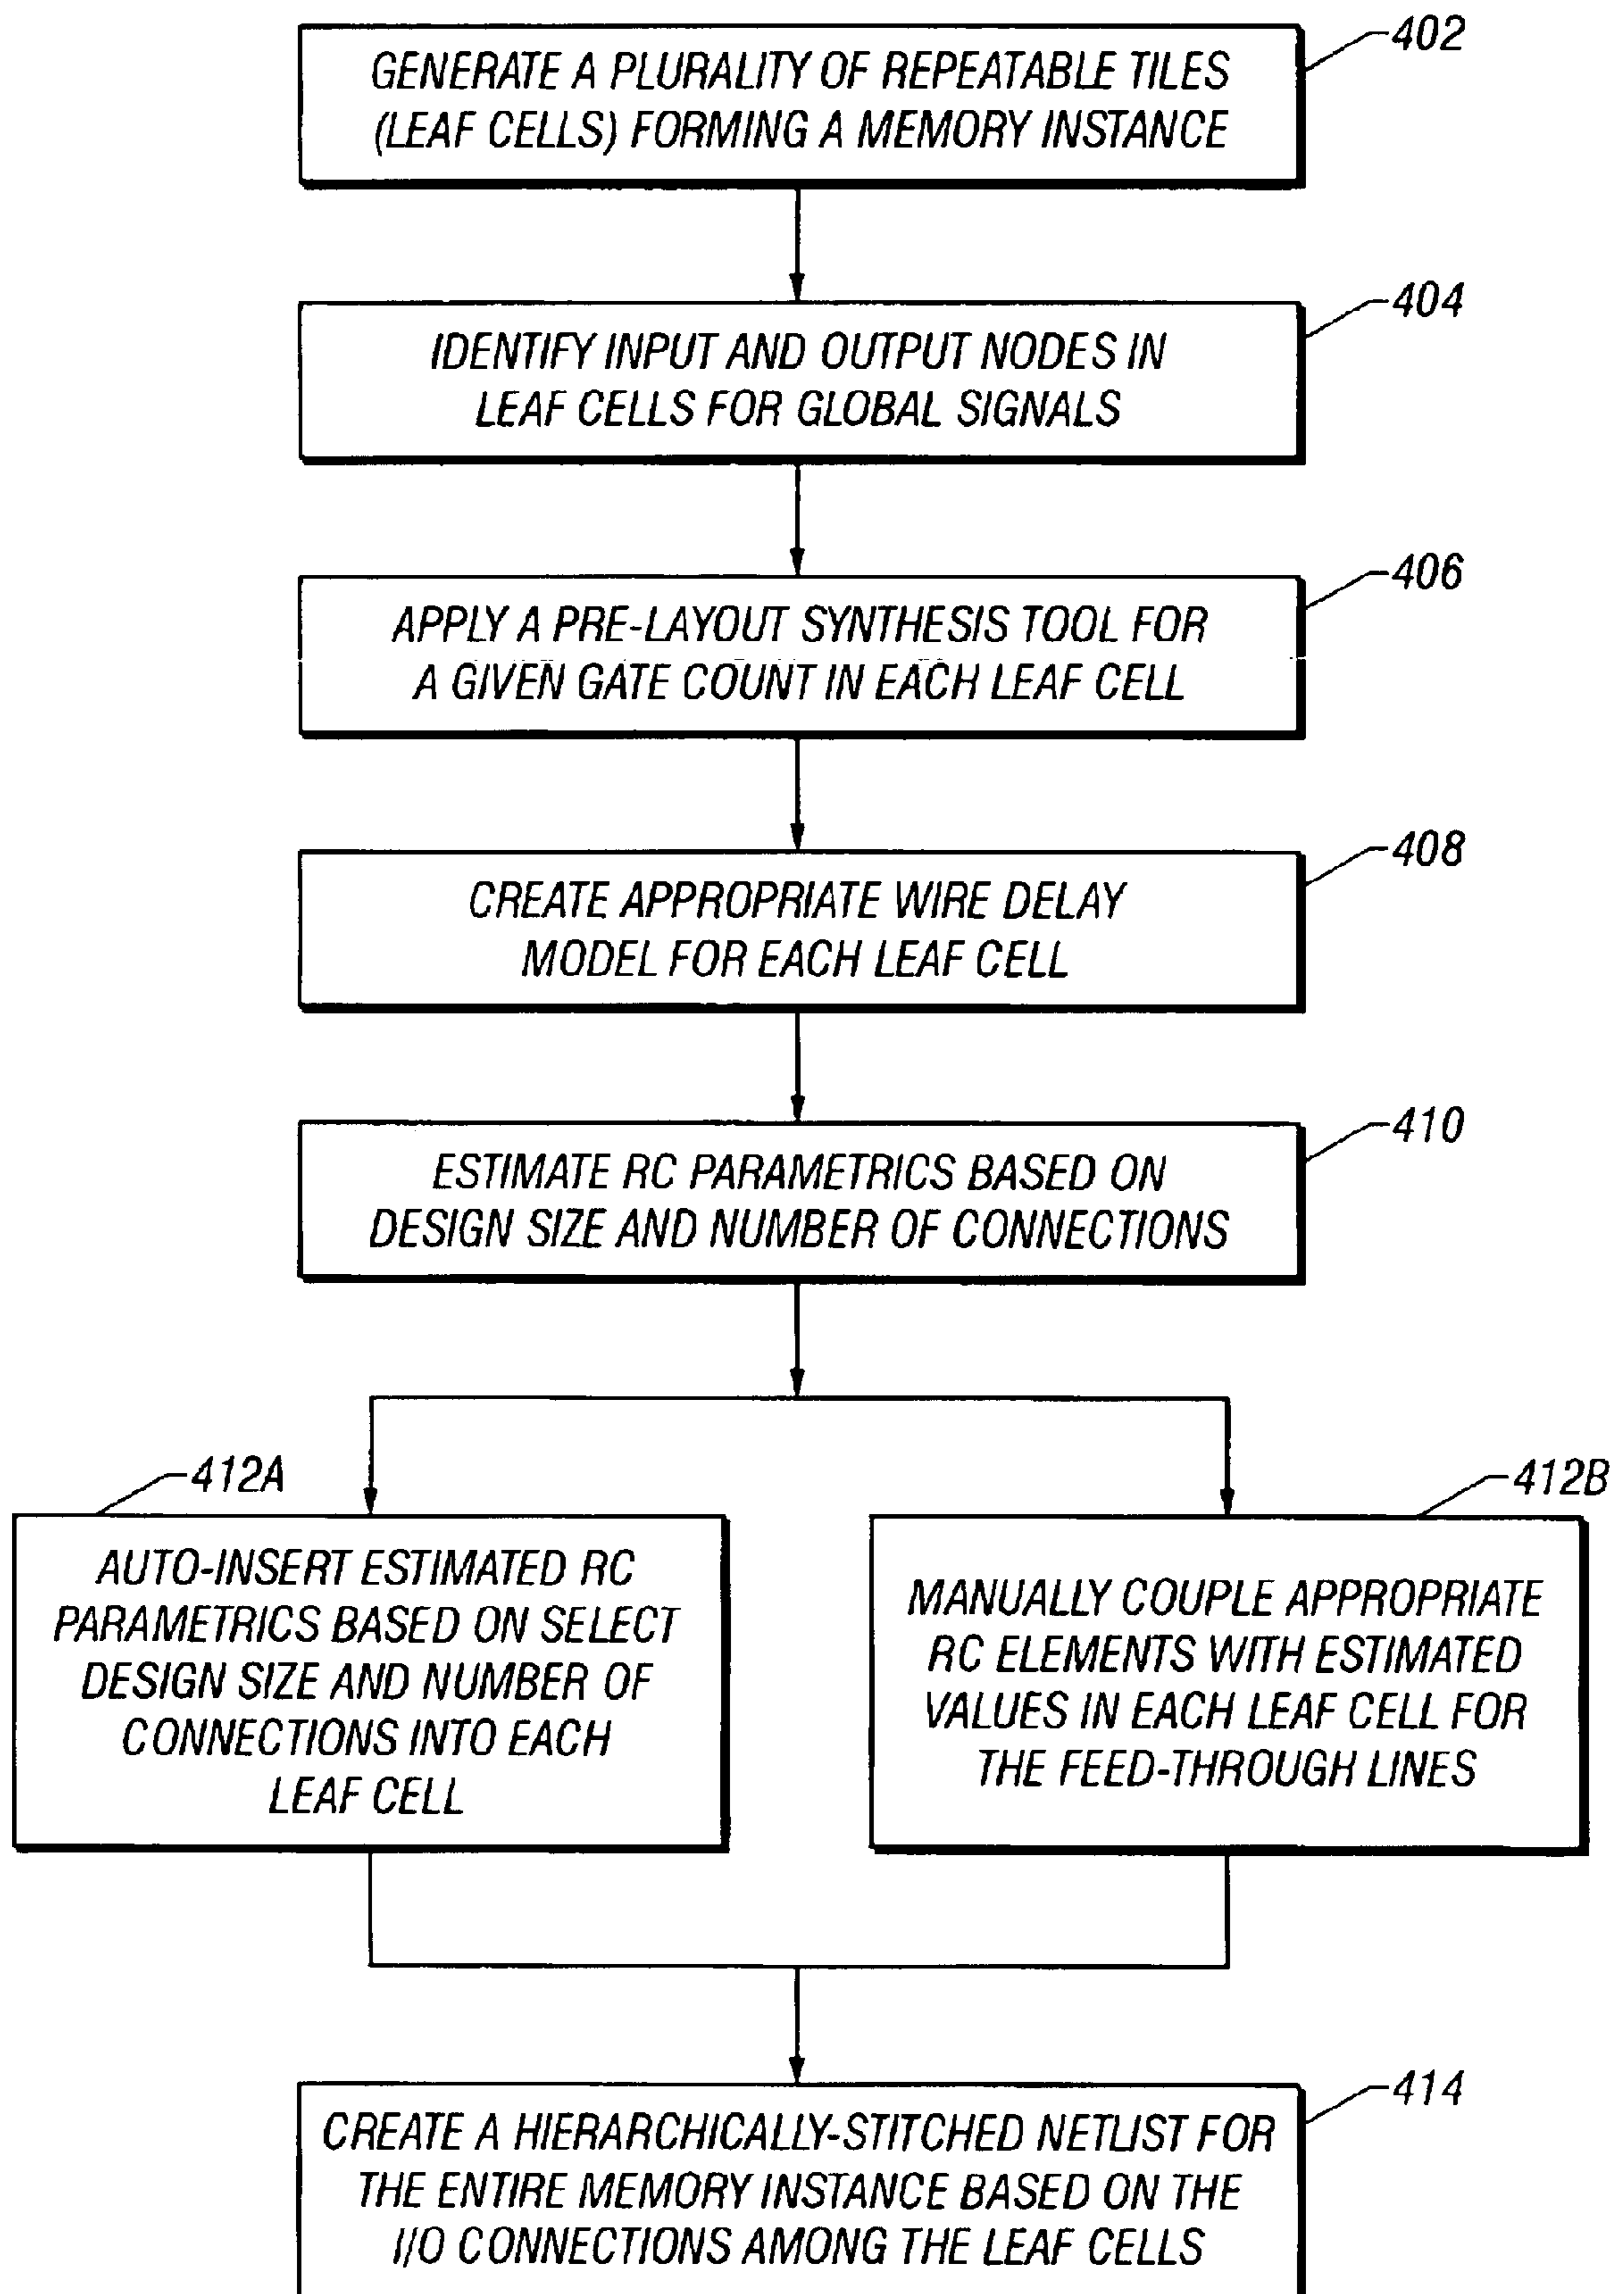 402
GENERATE A PLURALITY OF REPEATABLE TILES
(LEAF CELLS) FORMING A MEMORY INSTANCE
404
IDENTIFY INPUT AND OUTPUT NODES IN
LEAF CELLS FOR GLOBAL SIGNALS
406
APPLY A PRE-LAYOUT SYNTHESIS TOOL FOR
A GIVEN GATE COUNT IN EACH LEAF CELL
408
CREATE APPROPRIATE WIRE DELAY
MODEL FOR EACH LEAF CELL
410
ESTIMATE RC PARAMETRICS BASED ON
DESIGN SIZE AND NUMBER OF CONNECTIONS
412A
AUTO-INSERT ESTIMATED RC
PARAMETRICS BASED ON SELECT
DESIGN SIZE AND NUMBER OF
CONNECTIONS INTO EACH
LEAF CELL
412B
MANUALLY COUPLE APPROPRIATE
RC ELEMENTS WITH ESTIMATED
VALUES IN EACH LEAF CELL FOR
THE FEED-THROUGH LINES
414
CREATE A HIERARCHICALLY-STITCHED NETLIST FOR
THE ENTIRE MEMORY INSTANCE BASED ON THE
I/O CONNECTIONS AMONG THE LEAF CELLS